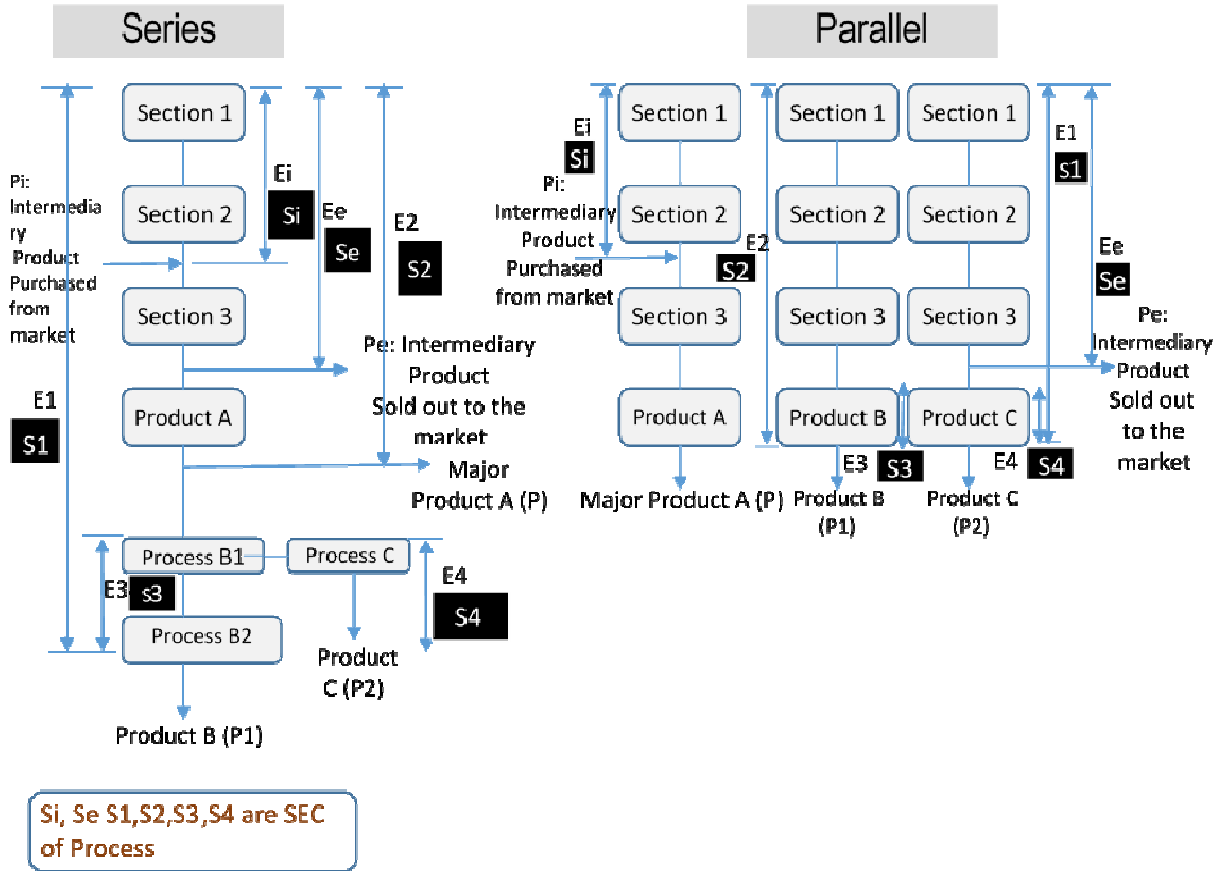 Series
Section 1
Section 2
Section 3
Product A
Pi:
Intermedia
ry
Product
Purchased
from
market
Ei
Si
Ee
Se
E2
S2
E1
S1
Pe: Intermediary
Product
Sold out to the
market
Major
Product A (P)
Process B1
Process C
E3
s3
E4
S4
Process B2
Product
C (P2)
Product B (P1)
Si, Se S1,S2,S3,S4 are SEC
of Process
Parallel
Section 1
Section 1
Section 1
Ei
Si
Pi:
Intermediary
Product
Purchased
from market
Section 2
Section 2
Section 2
E2
S2
E1
s1
Ee
Se
Section 3
Section 3
Section 3
Pe:
Intermediary
Product
Sold out
to the
market
Product A
Product B
Product C
E3
S3
E4
S4
Major Product A (P)
Product B
(P1)
Product C
(P2)